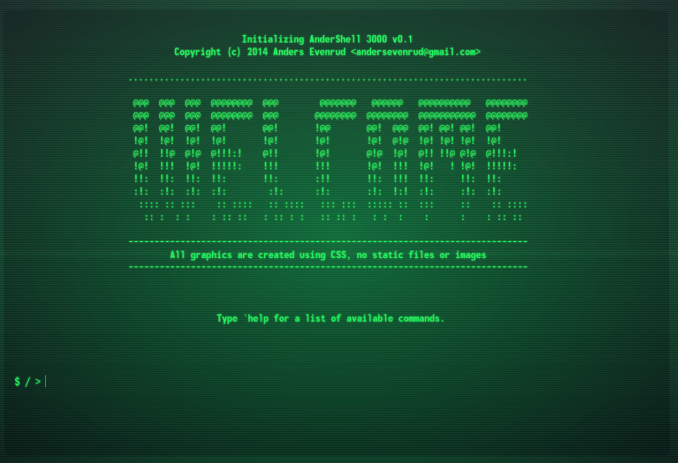 Initializing AnderShell 3000 v0.1
Copyright (c) 2014 Anders Evenrud <andersevenrud@gmail.com>
WELCOME
All graphics are created using CSS, no static files or images
Type 'help for a list of available commands.
$ / >